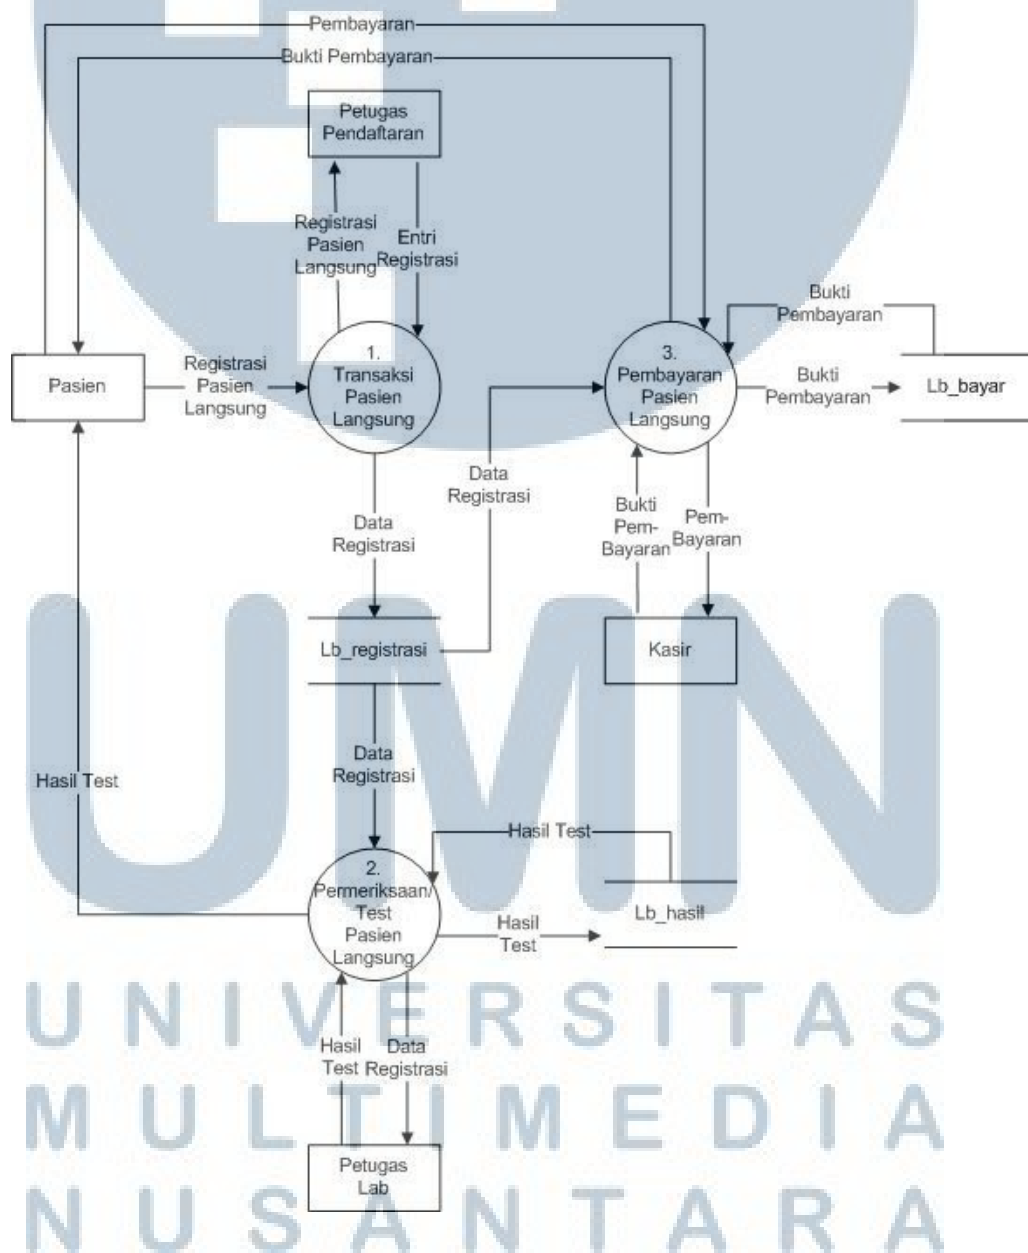 Pembayaran
Bukti Pembayaran
Petugas
Pendaftaran
Registrasi
Pasien
Langsung
Entri
Registrasi
Bukti
Pembayaran
Pasien
Registrasi
Pasien
Langsung
1.
Transaksi
Pasien
Langsung
3.
Pembayaran
Pasien
Langsung
Bukti
Pembayaran
Lb_bayar
Data
Registrasi
Data
Registrasi
Bukti
Pem-
Bayaran
Pem-
Bayaran
Lb_registrasi
Kasir
Data
Registrasi
Hasil Test
Hasil Test
2.
Permeriksaan/
Test
Pasien
Langsung
Hasil
Test
Lb_hasil
Hasil
Test
Data
Registrasi
Petugas
Lab
UMN
UNIVERSITAS
MULTIMEDIA
NUSANTARA